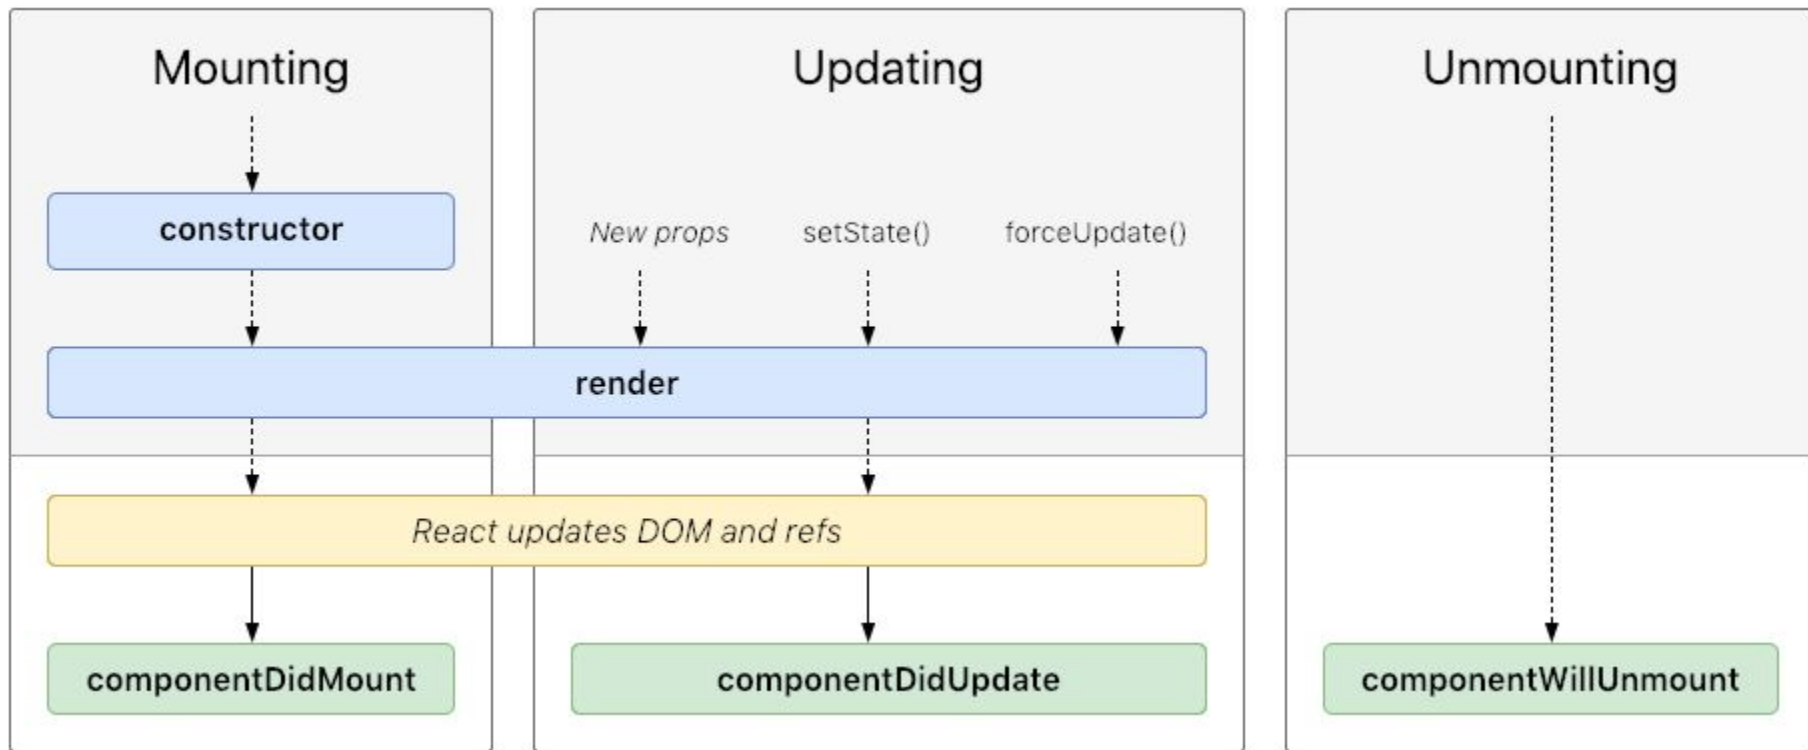 Mounting
Updating
Unmounting
constructor
New props
setState()
forceUpdate()
render
React updates DOM and refs
componentDidMount
componentDidUpdate
componentWillUnmount